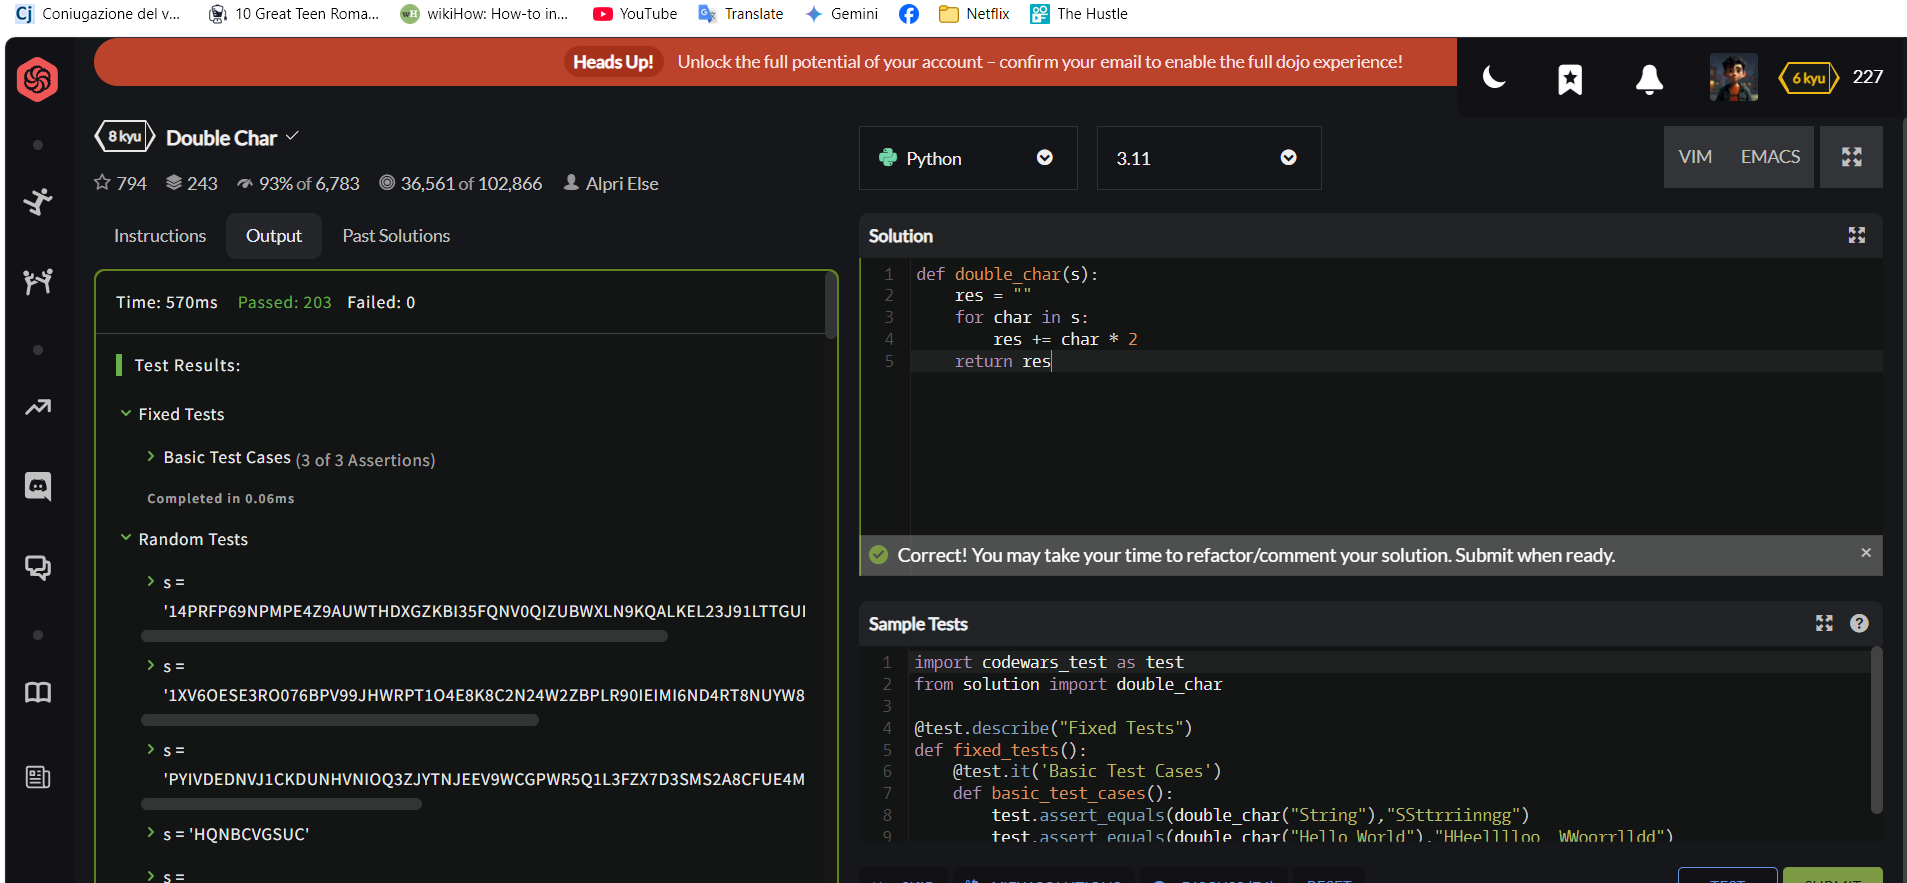 Coniugazione del v...
10 Great Teen Roma...
wikiHow: How-to in...
YouTube
Translate
Gemini
Netflix
The Hustle
Heads Up! Unlock the full potential of your account – confirm your email to enable the full dojo experience!
6 kyu 227
8 kyu Double Char
794 243 93% of 6,783 36,561 of 102,866 Alpri Else
Python
3.11
VIM EMACS
Instructions Output Past Solutions
Time: 570ms Passed: 203 Failed: 0
Test Results:
Fixed Tests
Basic Test Cases (3 of 3 Assertions)
Completed in 0.06ms
Random Tests
s =
'14PRFP69NPMPE4Z9AUWTHDXGZKBI35FQNV0QIZUBWXLN9KQALKEL23J91LTTGUI
s =
'1XV6OESE3RO076BPV99JHWRPT1O4E8K8C2N24W2ZBPLR90IEIMI6ND4RT8NUYW8
s =
'PYIVDEDNVJ1CKDUNHVNIOQ3ZJYTNJEEV9WCGPWR5Q1L3FZX7D3SMS2A8CFUE4M
s = 'HQNBCVGSUC'
s =
Solution
1 def double_char(s):
2     res = ""
3     for char in s:
4         res += char * 2
5     return res
Correct! You may take your time to refactor/comment your solution. Submit when ready.
Sample Tests
1 import codewars_test as test
2 from solution import double_char
3
4 @test.describe("Fixed Tests")
5 def fixed_tests():
6     @test.it('Basic Test Cases')
7     def basic_test_cases():
8         test.assert_equals(double_char("String"),"SSttrriinngg")
9         test.assert_equals(double_char("Hello World"),"HHeelllloo  WWoorrlldd")